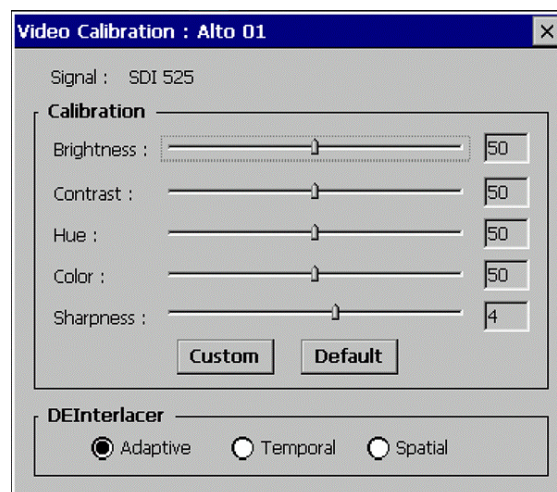 Video Calibration : Alto 01
Signal : SDI 525
Calibration
Brightness : 50
Contrast : 50
Hue : 50
Color : 50
Sharpness : 4
Custom Default
DEInterlacer
Adaptive Temporal Spatial